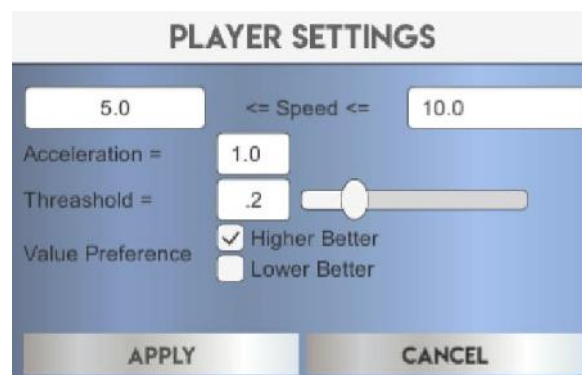 PLAYER SETTINGS
5.0 <= Speed <= 10.0
Acceleration = 1.0
Threashold = .2
Higher Better
Value Preference
Lower Better
APPLY CANCEL